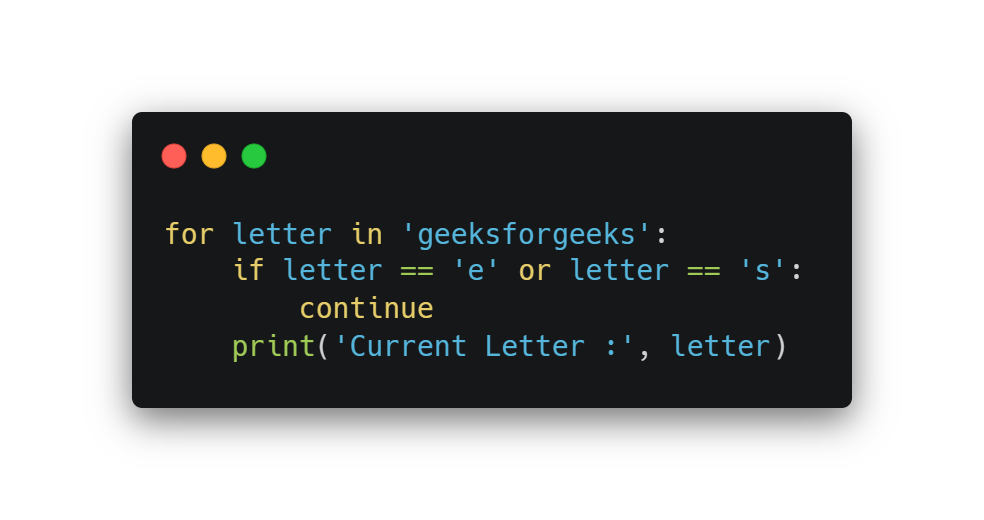 for letter in 'geeksforgeeks':
    if letter == 'e' or letter == 's':
        continue
    print('Current Letter :', letter)